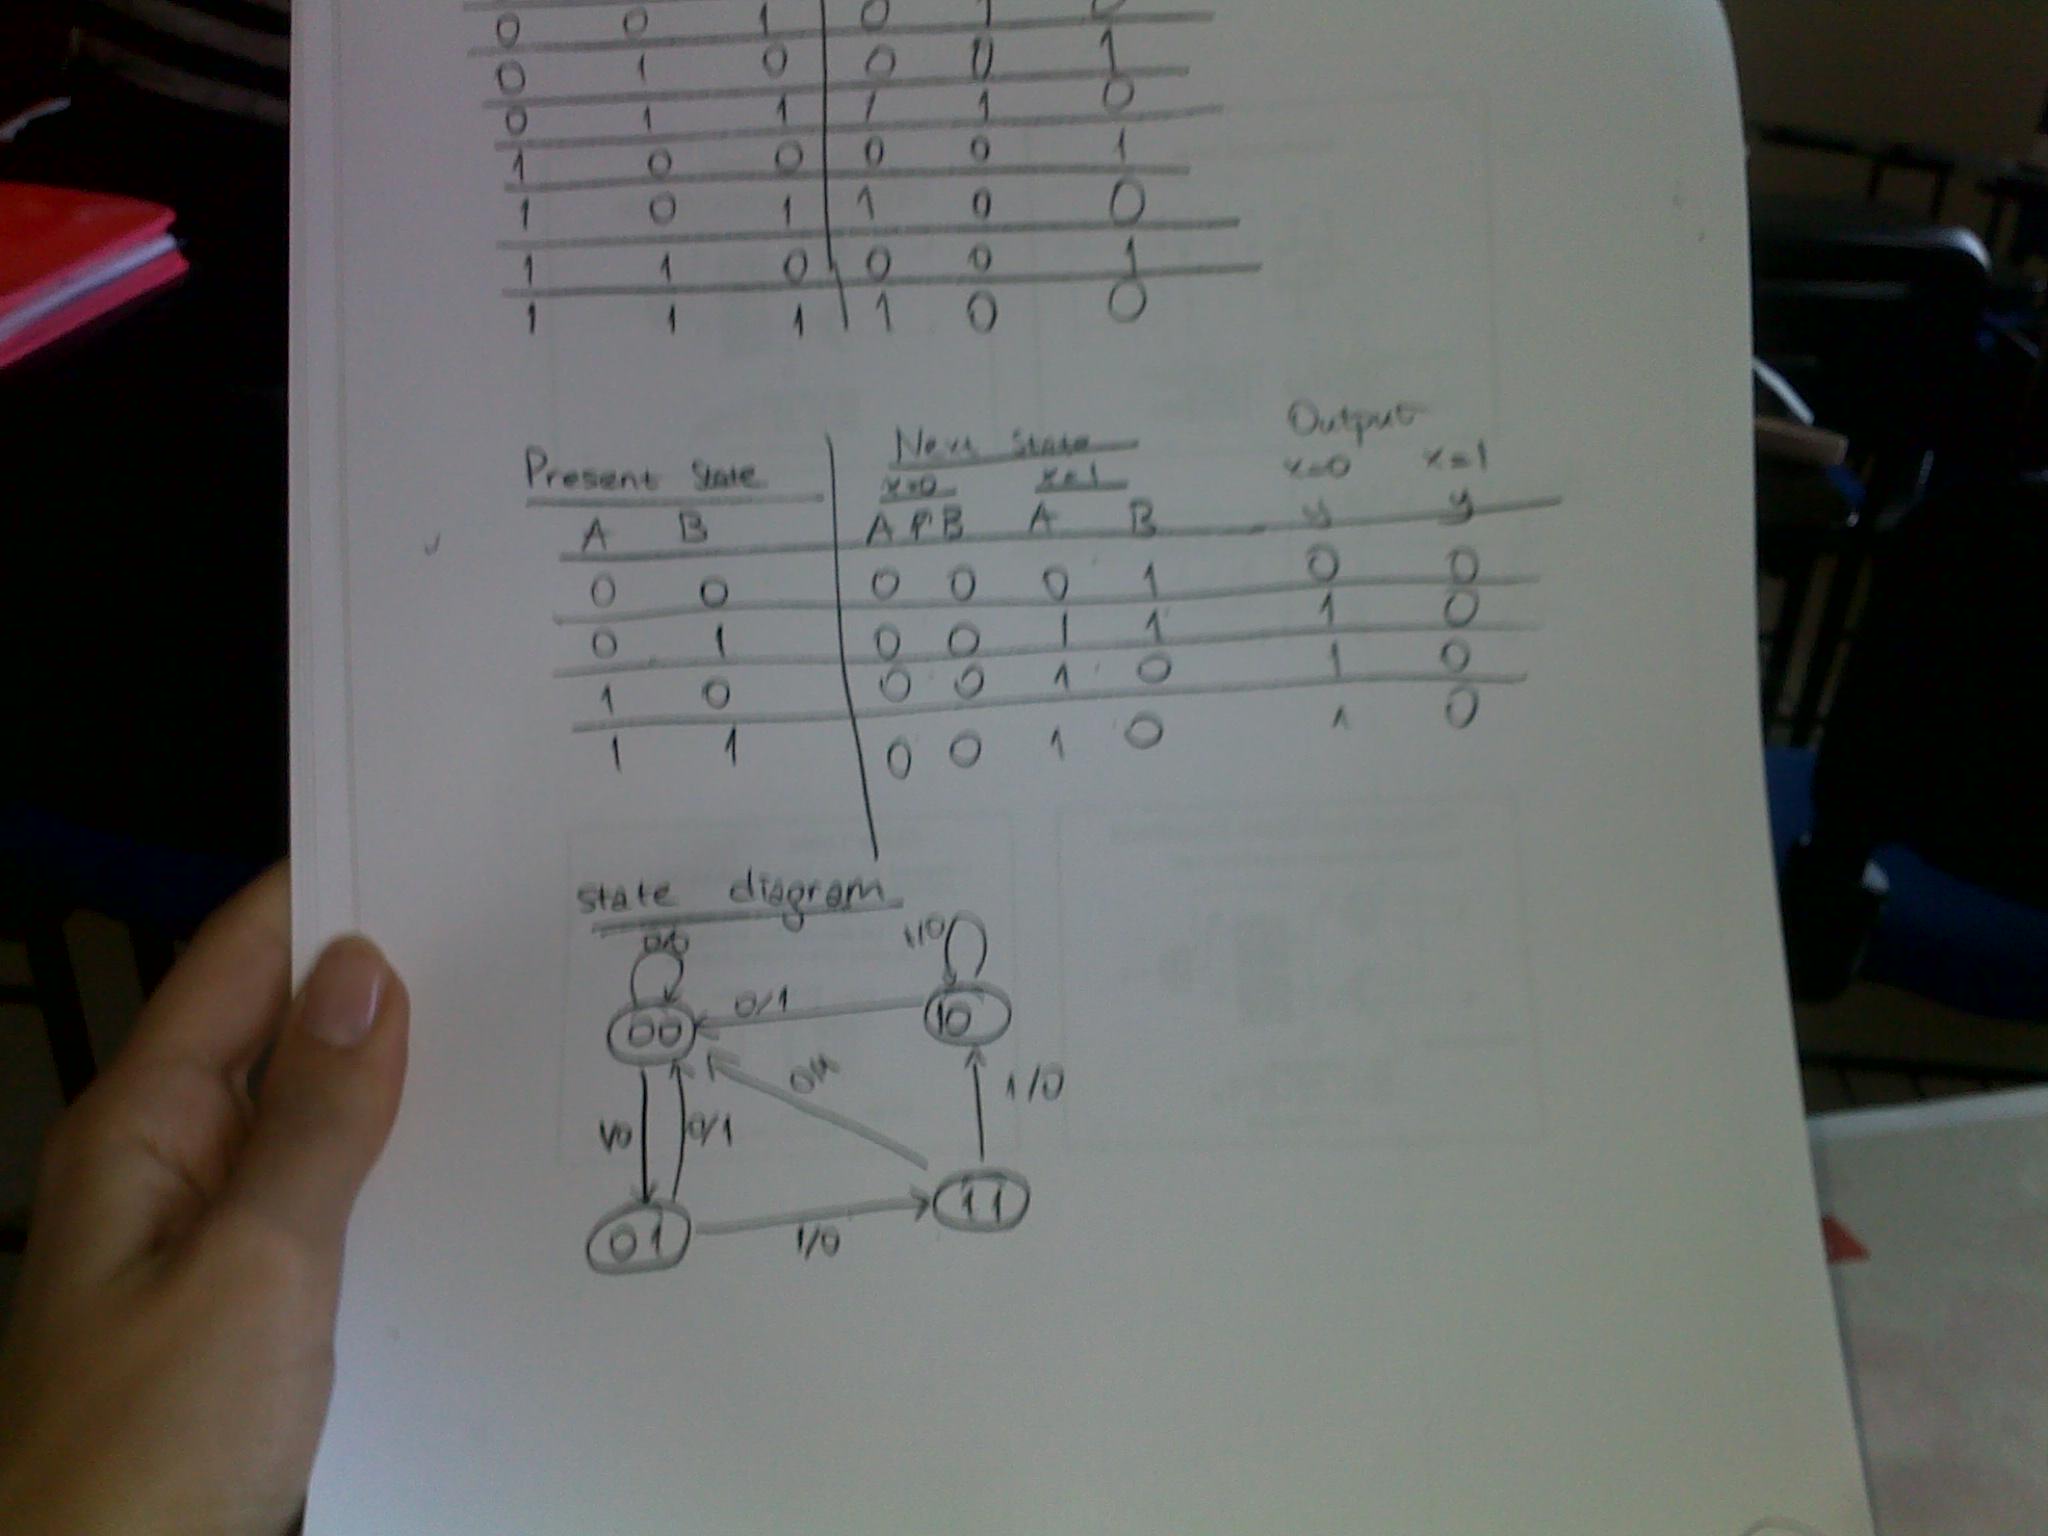 0 0 1 0 1 0
0 1 0 0 0 1
0 1 1 1 1 0
1 0 0 0 0 1
1 0 1 1 0 0
1 1 0 0 0 1
1 1 1 1 0 0
Present State Next State Output
x=0 x=1 x=0 x=1
A B A B A B y y
0 0 0 0 0 1 0 0
0 1 0 0 1 1 1 0
1 0 0 0 1 0 1 0
1 1 0 0 1 0 1 0
state diagram
0/0 1/0
00 0/1 10
1/0 0/1 0/1 1/0
01 1/0 11